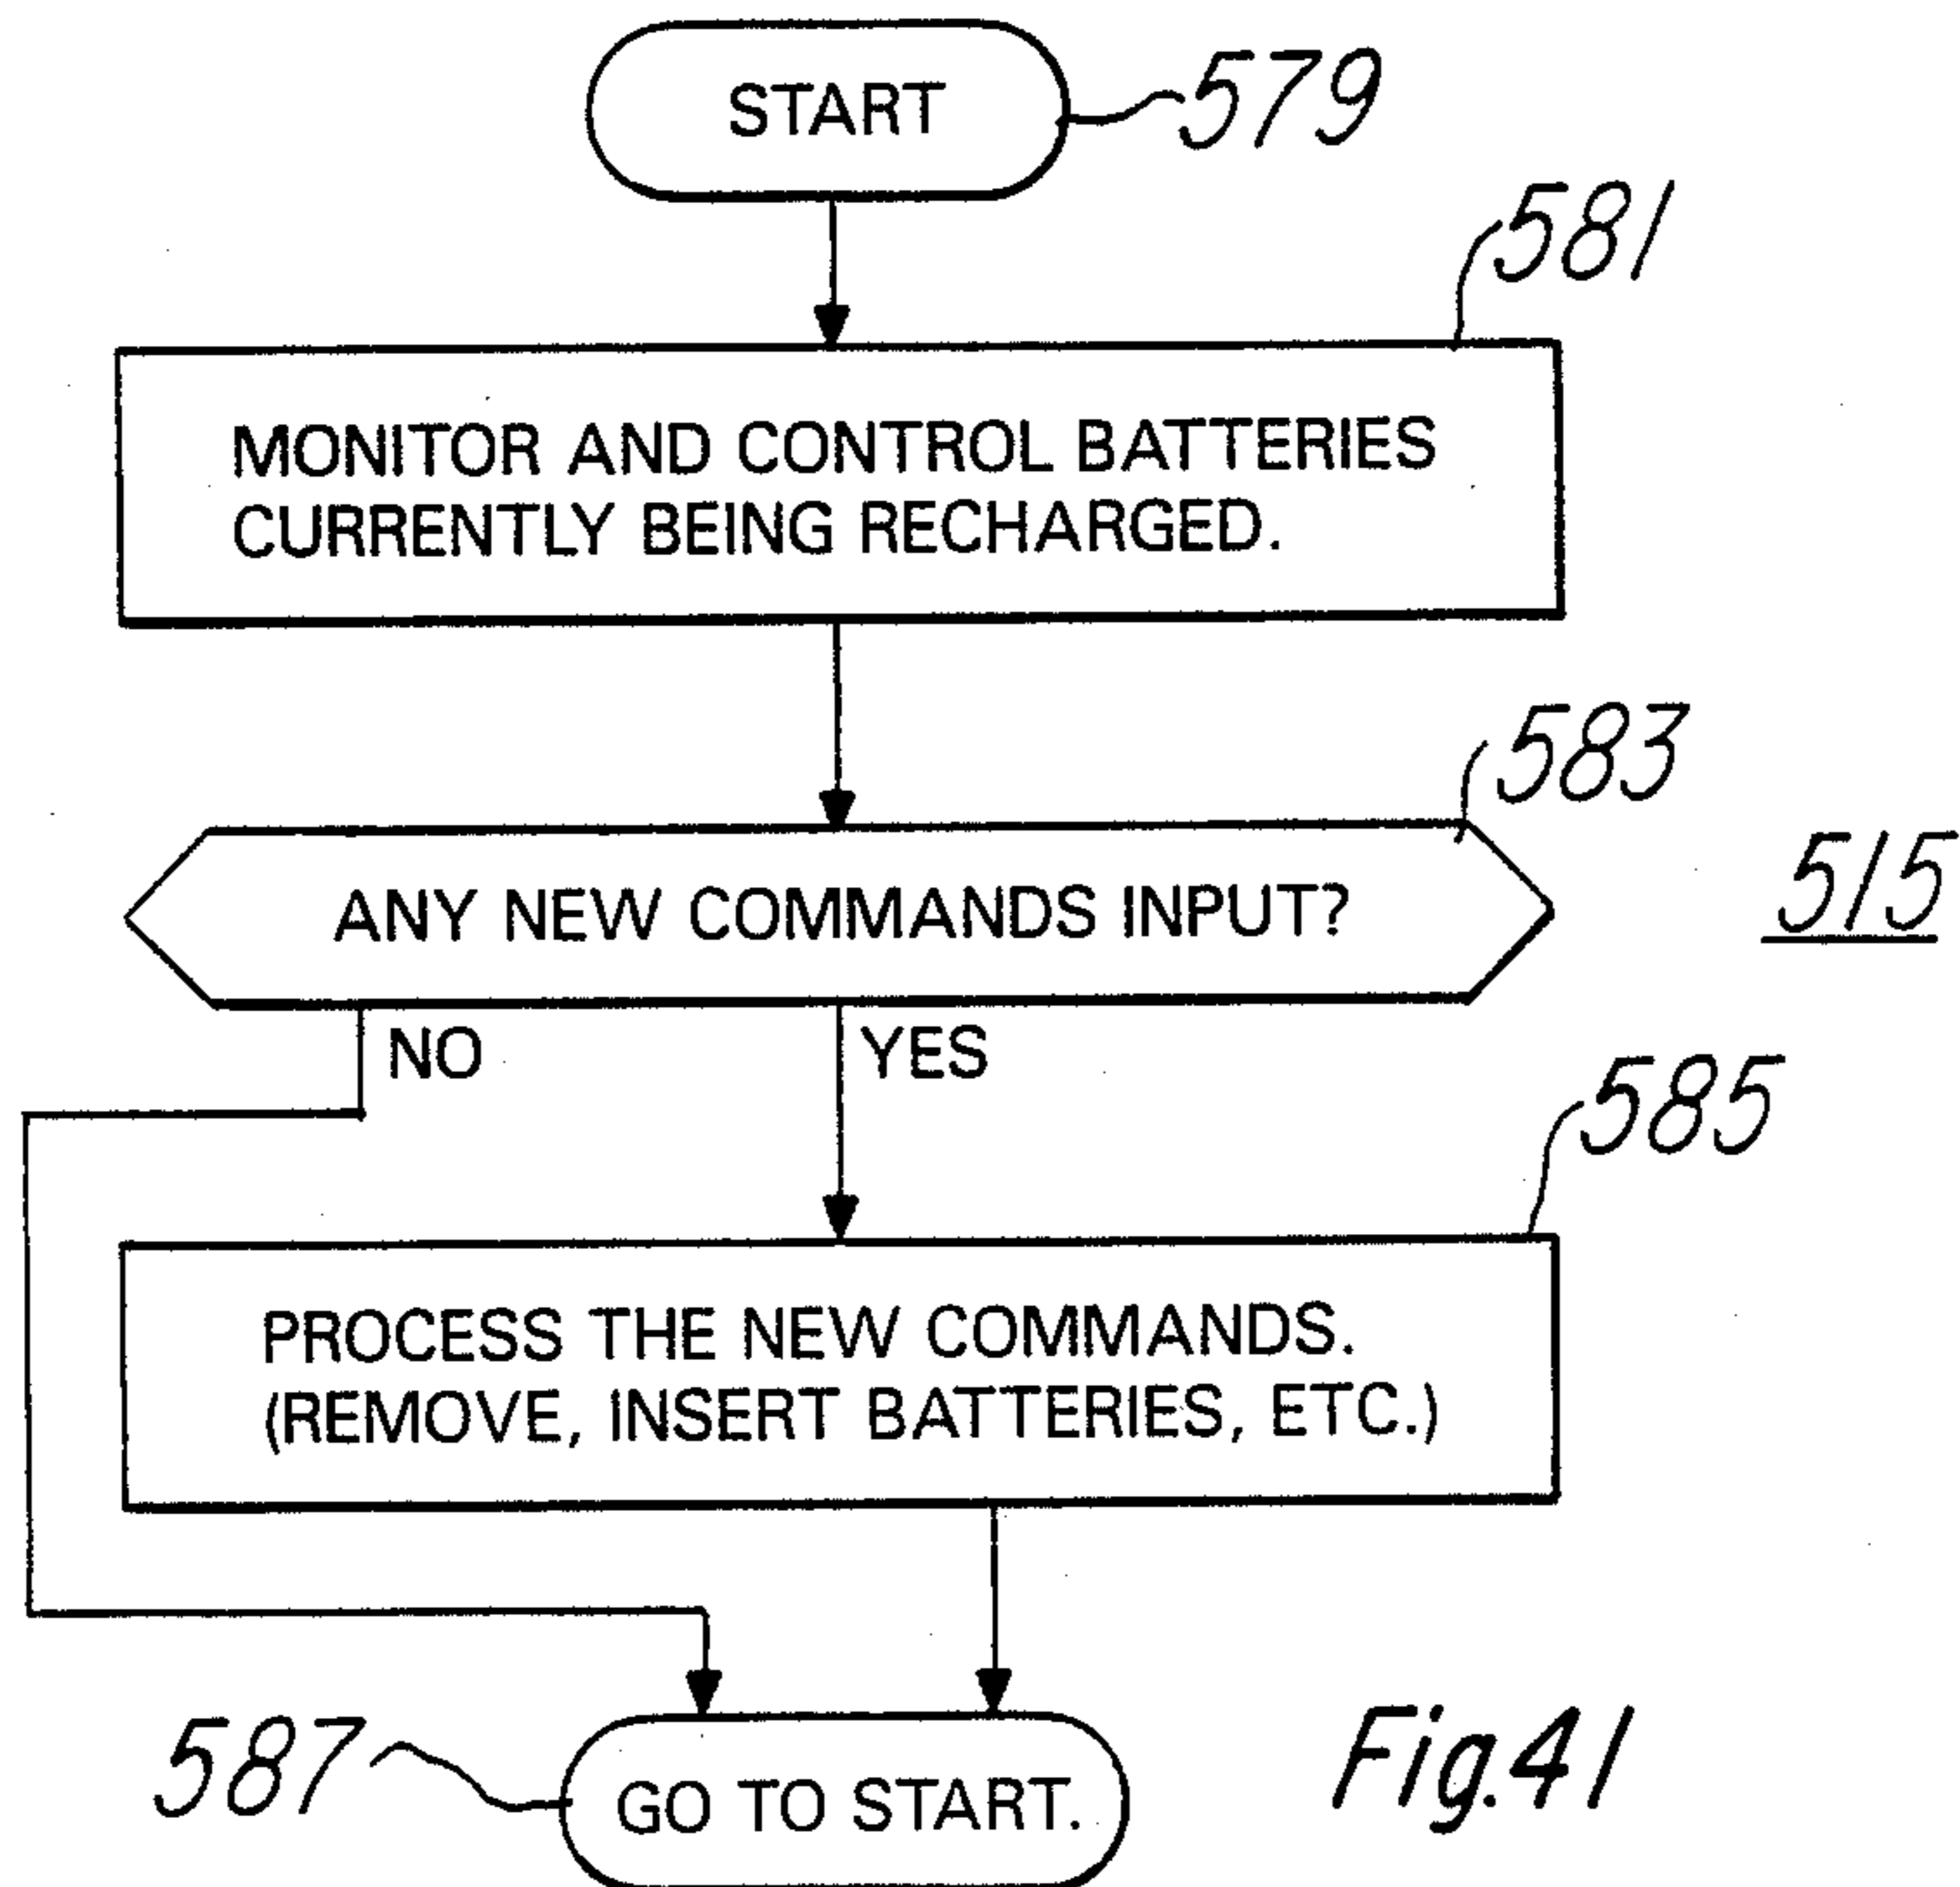 START
579
581
MONITOR AND CONTROL BATTERIES
CURRENTLY BEING RECHARGED.
583
ANY NEW COMMANDS INPUT?
515
NO
YES
585
PROCESS THE NEW COMMANDS.
(REMOVE, INSERT BATTERIES, ETC.)
587
GO TO START.
Fig.41